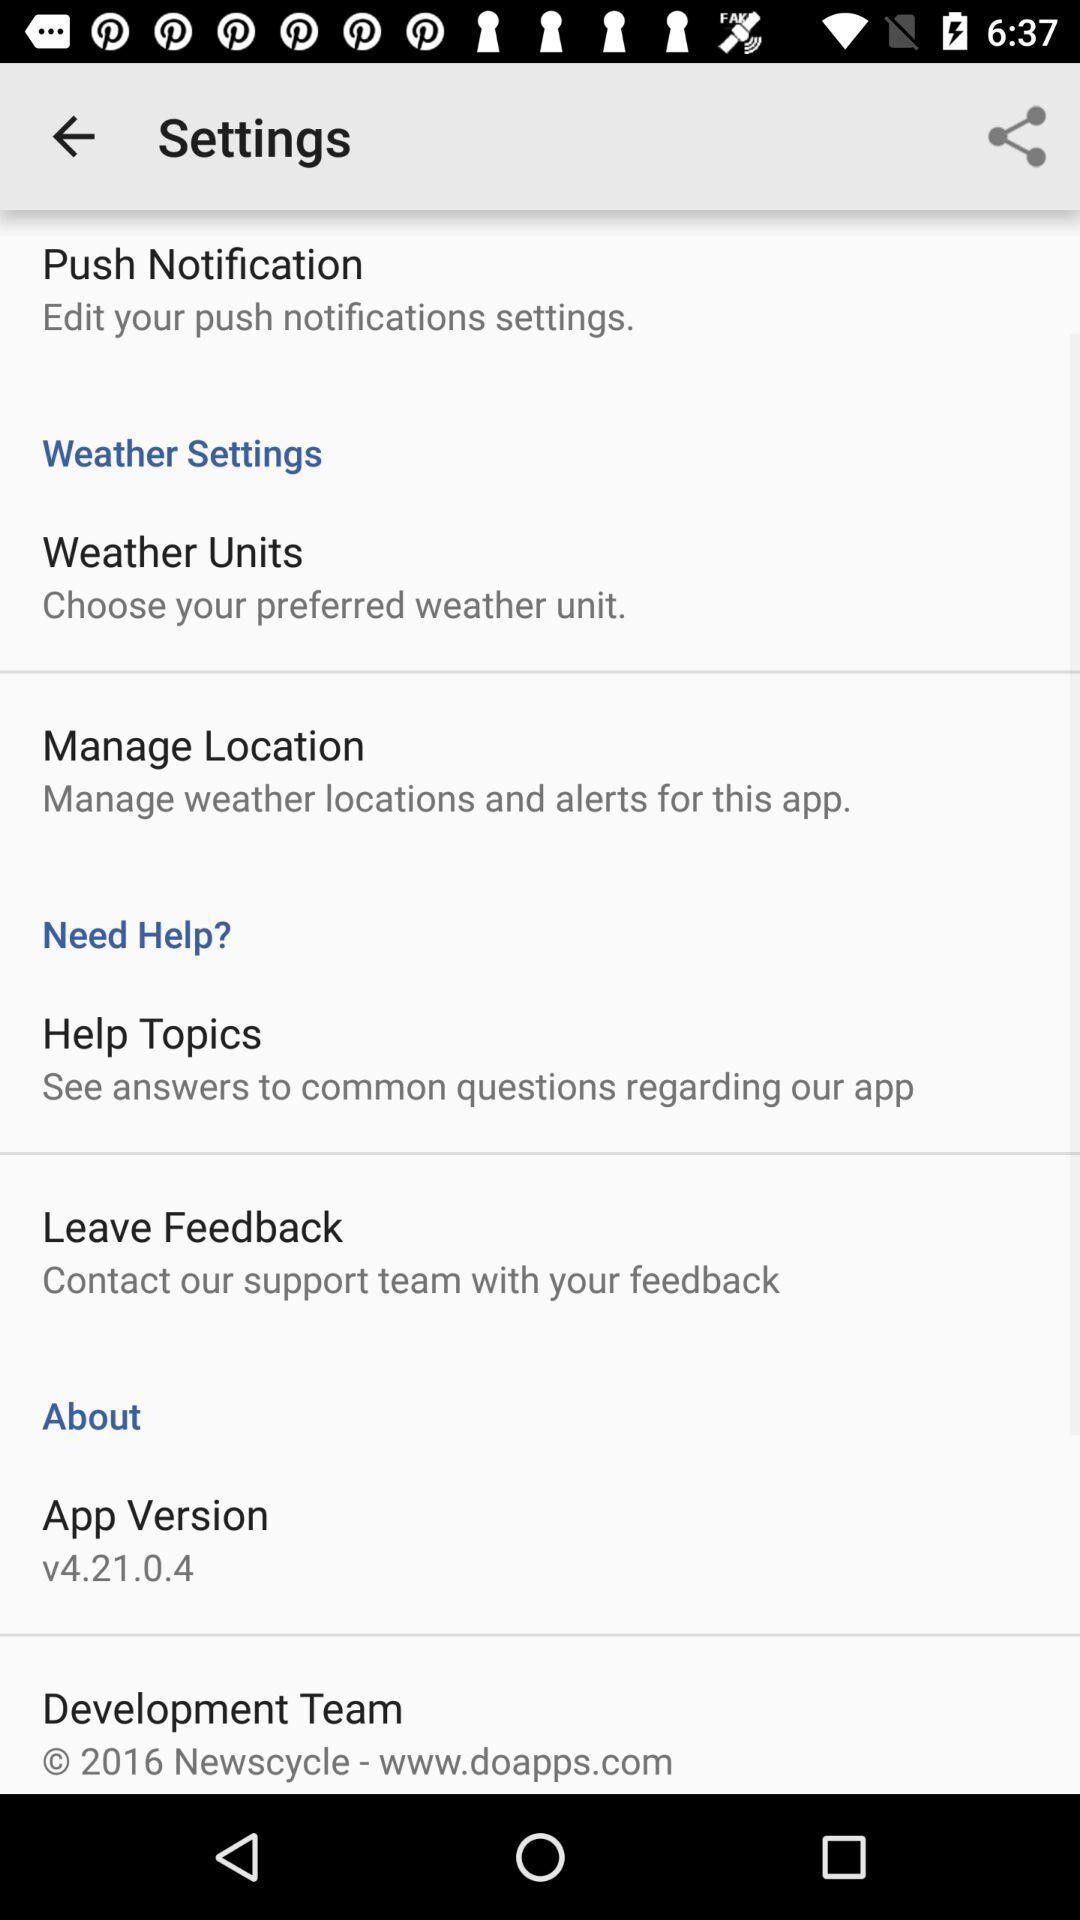 FAKE 6:37
Settings
Push Notification
Edit your push notifications settings.
Weather Settings
Weather Units
Choose your preferred weather unit.
Manage Location
Manage weather locations and alerts for this app.
Need Help?
Help Topics
See answers to common questions regarding our app
Leave Feedback
Contact our support team with your feedback
About
App Version
v4.21.0.4
Development Team
© 2016 Newscycle - www.doapps.com